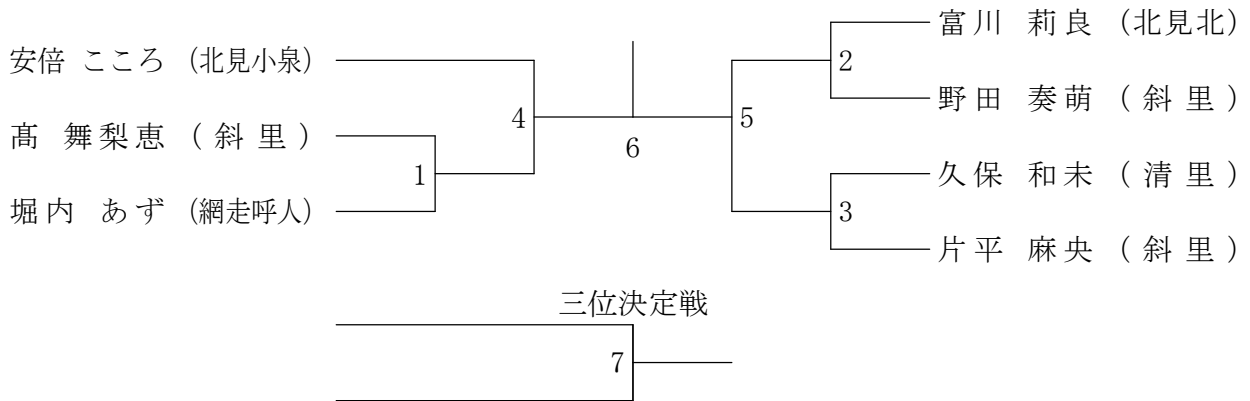 安倍 こころ (北見小泉)
髙 舞梨恵 (斜里)
堀内 あず (網走呼人)
1
4
6
5
2
3
富川 莉良 (北見北)
野田 奏萌 (斜里)
久保 和未 (清里)
片平 麻央 (斜里)
三位決定戦
7